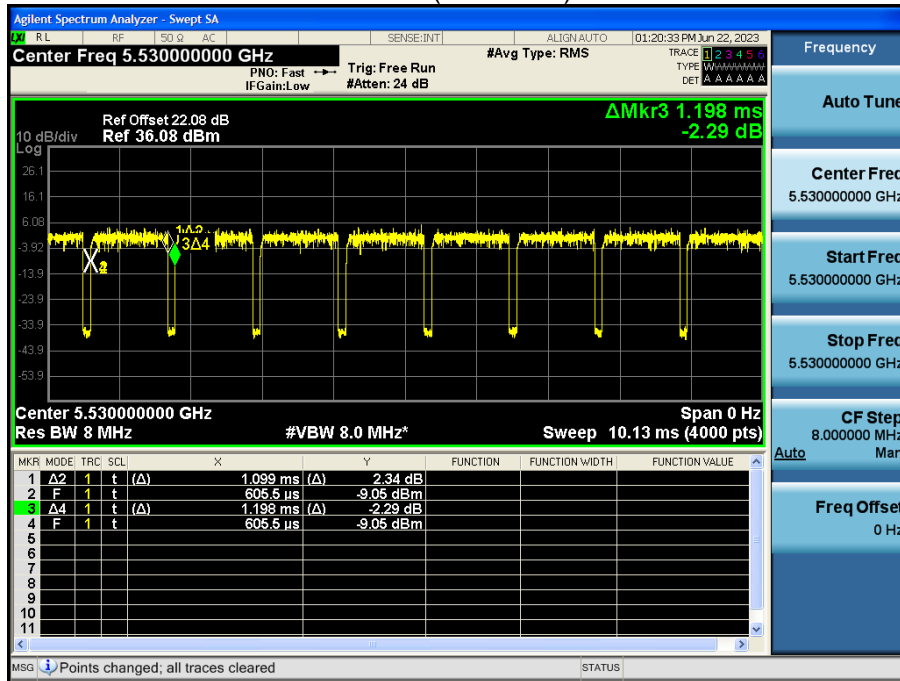 Agilent Spectrum Analyzer - Swept SA
RL RF 50 Ω AC SENSE:INT ALIGN AUTO 01:20:33 PM Jun 22, 2023
Center Freq 5.530000000 GHz #Avg Type: RMS TRACE 1 2 3 4 5 6
PNO: Fast Trig: Free Run TYPE
IFGain:Low #Atten: 24 dB DET A A A A A A
ΔMkr3 1.198 ms
-2.29 dB
Ref Offset 22.08 dB
10 dB/div Ref 36.08 dBm
Log
26.1
16.1
6.08
-3.92
-13.9
-23.9
-33.9
-43.9
-53.9
3Δ4
Center 5.530000000 GHz Span 0 Hz
Res BW 8 MHz #VBW 8.0 MHz* Sweep 10.13 ms (4000 pts)
MKR MODE TRC SCL X Y FUNCTION FUNCTION WIDTH FUNCTION VALUE
1 Δ2 1 t (Δ) 1.099 ms (Δ) 2.34 dB
2 F 1 t 605.5 µs -9.05 dBm
3 Δ4 1 t (Δ) 1.198 ms (Δ) -2.29 dB
4 F 1 t 605.5 µs -9.05 dBm
5
6
7
8
9
10
11
MSG Points changed; all traces cleared STATUS
Frequency
Auto Tune
Center Freq
5.530000000 GHz
Start Freq
5.530000000 GHz
Stop Freq
5.530000000 GHz
CF Step
8.000000 MHz
Auto Man
Freq Offset
0 Hz